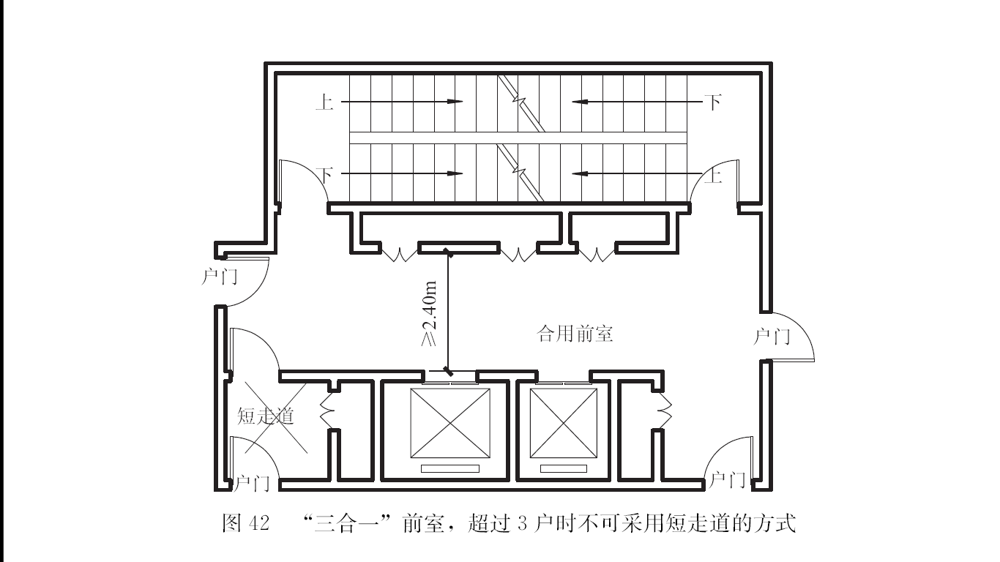 上
下
下
上
户门
≥2.40m
合用前室
户门
短走道
户门
户门
图 42 “三合一”前室，超过 3 户时不可采用短走道的方式